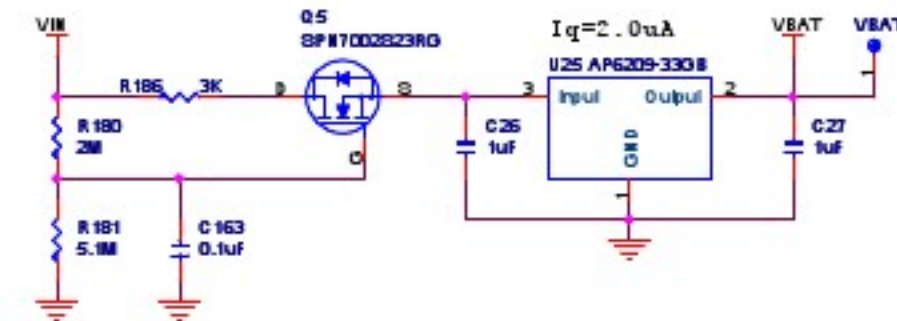 VIN
Q5
SPN7002S23RG
Iq=2.0uA
VBAT
VBAT
U25 AP6209-33GB
R186
3K
D
S
3
Input
Output
2
1
R180
2M
C26
1uF
GND
C27
1uF
G
1
R181
5.1M
C163
0.1uF